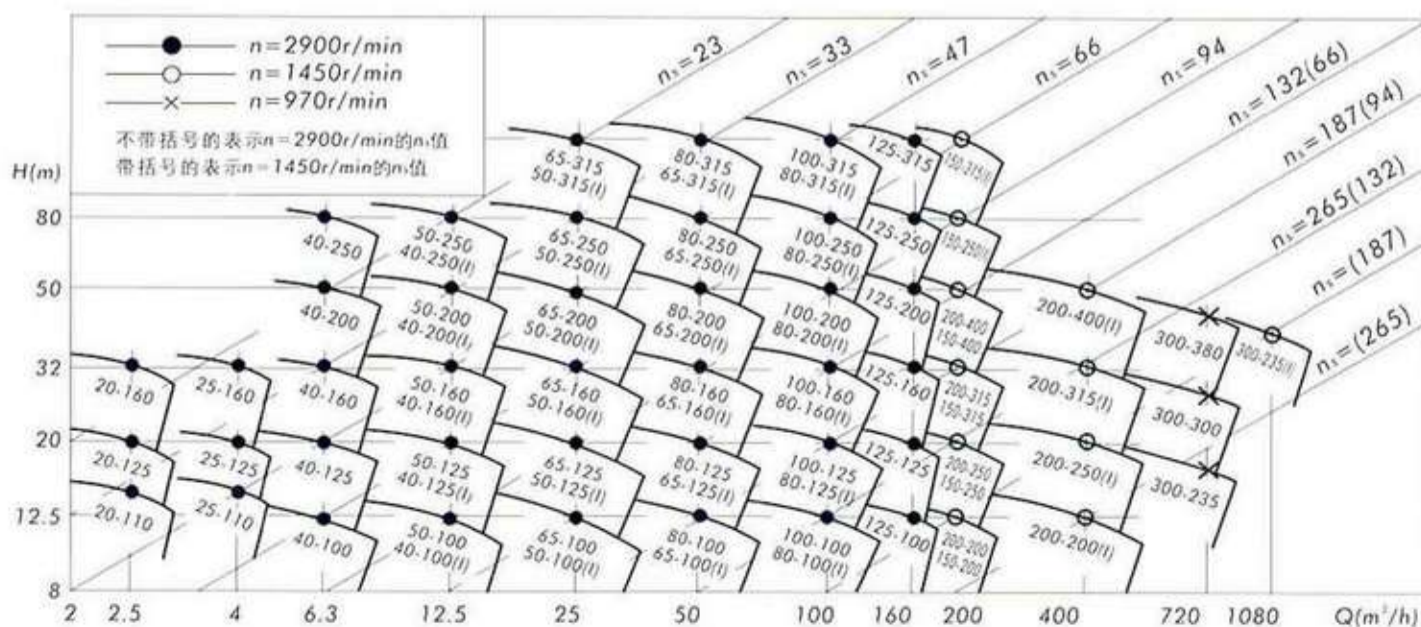 n=2900r/min
n=1450r/min
n=970r/min
不带括号的表示n=2900r/min的nₛ值
带括号的表示n=1450r/min的nₛ值
nₛ=23
nₛ=33
nₛ=47
nₛ=66
nₛ=94
nₛ=132(66)
nₛ=187(94)
nₛ=265(132)
nₛ=(187)
nₛ=(265)
H(m)
80
50
32
20
12.5
8
65-315
50-315(I)
80-315
65-315(I)
100-315
80-315(I)
125-315
150-315(I)
40-250
50-250
40-250(I)
65-250
50-250(I)
80-250
65-250(I)
100-250
80-250(I)
125-250
150-250(I)
40-200
50-200
40-200(I)
65-200
50-200(I)
80-200
65-200(I)
100-200
80-200(I)
125-200
200-400
150-400
200-400(I)
300-380
300-235(I)
20-160
25-160
40-160
50-160
40-160(I)
65-160
50-160(I)
80-160
65-160(I)
100-160
80-160(I)
125-160
200-315
150-315
200-315(I)
300-300
20-125
25-125
40-125
50-125
40-125(I)
65-125
50-125(I)
80-125
65-125(I)
100-125
80-125(I)
125-125
200-250
150-250
200-250(I)
300-235
20-110
25-110
40-100
50-100
40-100(I)
65-100
50-100(I)
80-100
65-100(I)
100-100
80-100(I)
125-100
200-200
150-200
200-200(I)
2 2.5 4 6.3 12.5 25 50 100 160 200 400 720 1080 Q(m³/h)